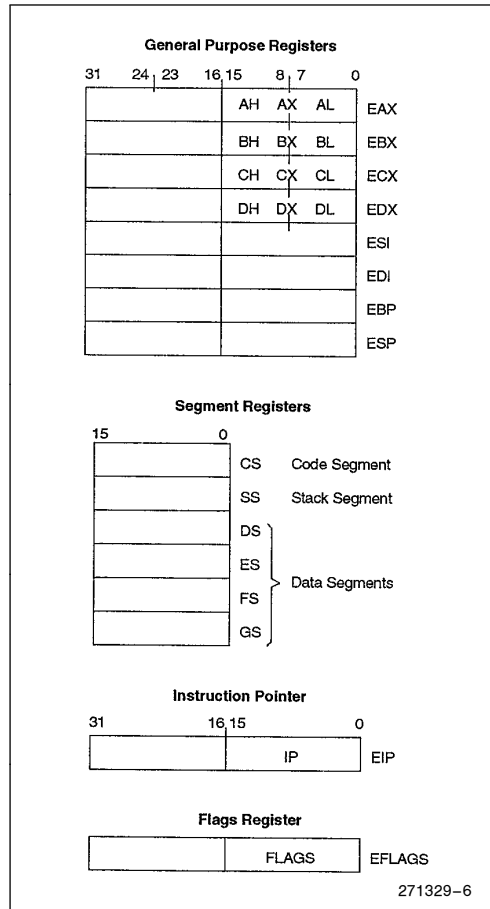 General Purpose Registers
31 24 23 16 15 8 7 0
AH AX AL EAX
BH BX BL EBX
CH CX CL ECX
DH DX DL EDX
ESI
EDI
EBP
ESP
Segment Registers
15 0
CS Code Segment
SS Stack Segment
DS
ES
Data Segments
FS
GS
Instruction Pointer
31 16 15 0
IP EIP
Flags Register
FLAGS EFLAGS
271329–6